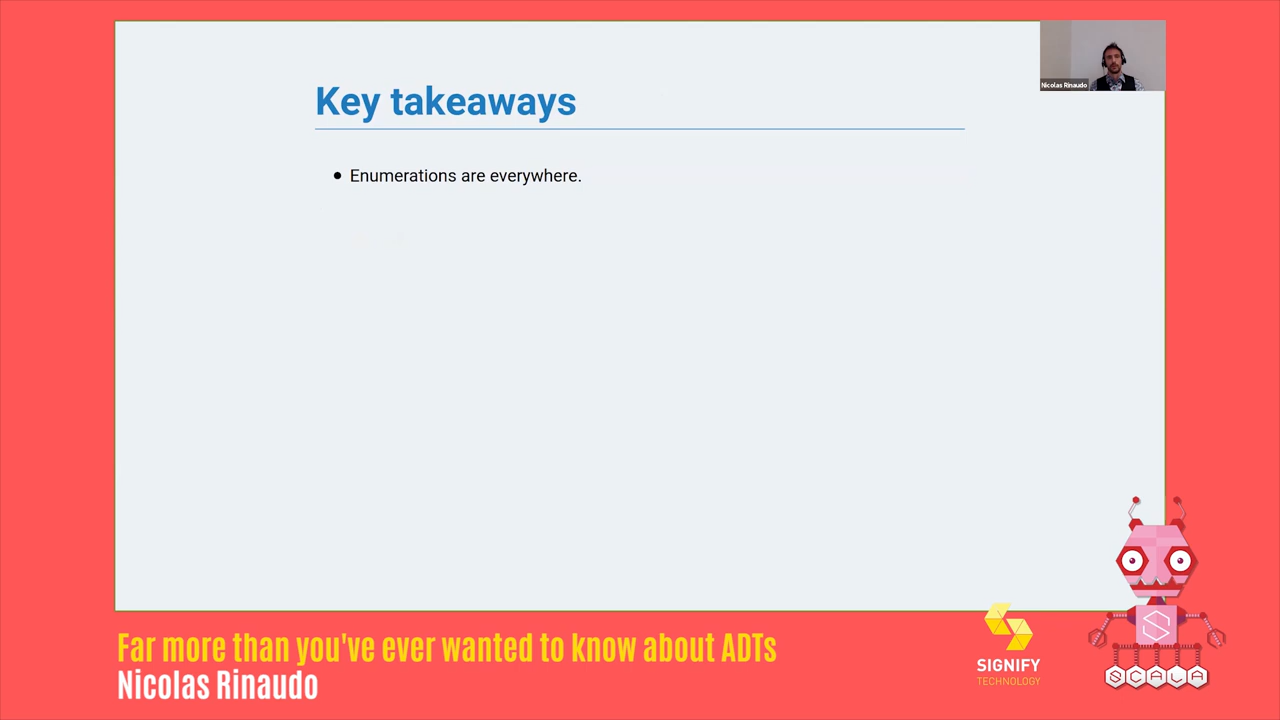 Key takeaways
Nicolas Rinaudo
Enumerations are everywhere.
Far more than you've ever wanted to know about ADTs
Nicolas Rinaudo
SIGNIFY
TECHNOLOGY
SCALA